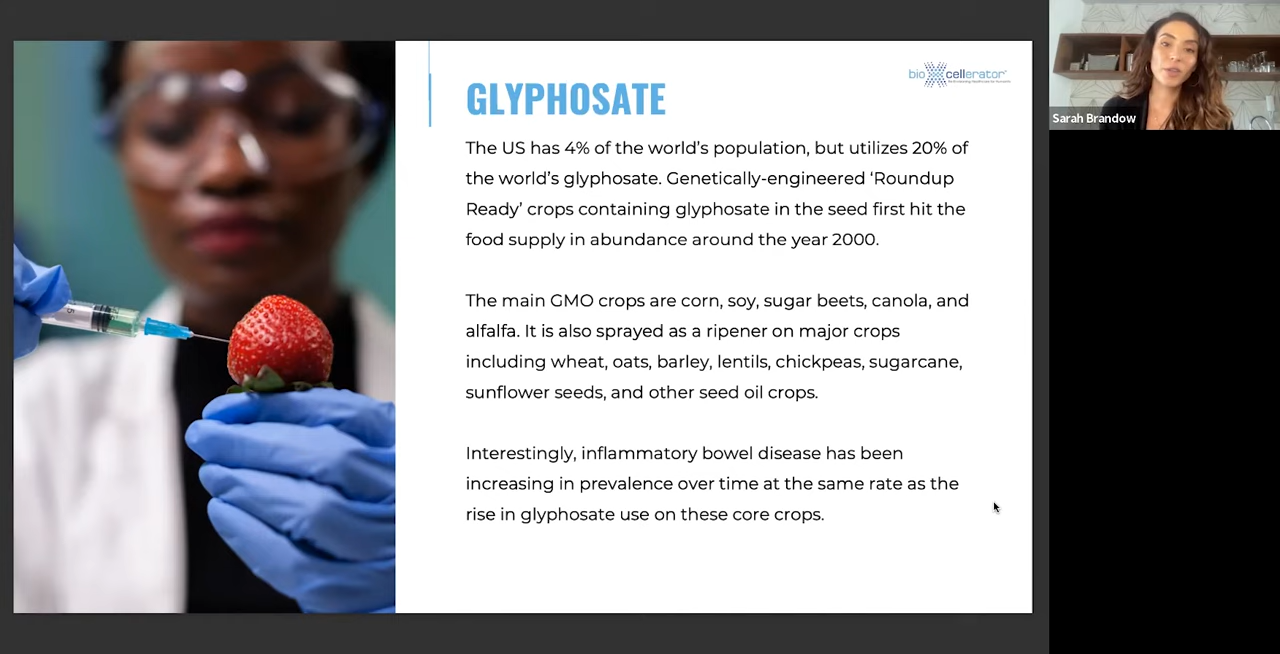 GLYPHOSATE
biocellerator
The US has 4% of the world's population, but utilizes 20% of
the world's glyphosate. Genetically-engineered ‘Roundup
Ready’ crops containing glyphosate in the seed first hit the
food supply in abundance around the year 2000.
The main GMO crops are corn, soy, sugar beets, canola, and
alfalfa. It is also sprayed as a ripener on major crops
including wheat, oats, barley, lentils, chickpeas, sugarcane,
sunflower seeds, and other seed oil crops.
Interestingly, inflammatory bowel disease has been
increasing in prevalence over time at the same rate as the
rise in glyphosate use on these core crops.
Sarah Brandow